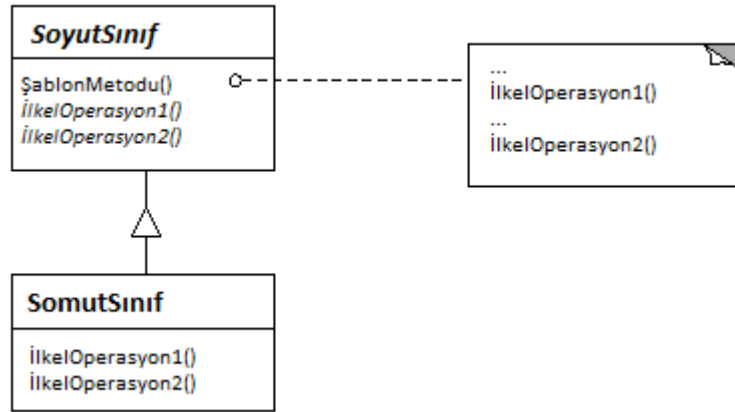 SoyutSınıf
ŞablonMetodu()
İlkelOperasyon1()
İlkelOperasyon2()
...
İlkelOperasyon1()
...
İlkelOperasyon2()
SomutSınıf
İlkelOperasyon1()
İlkelOperasyon2()